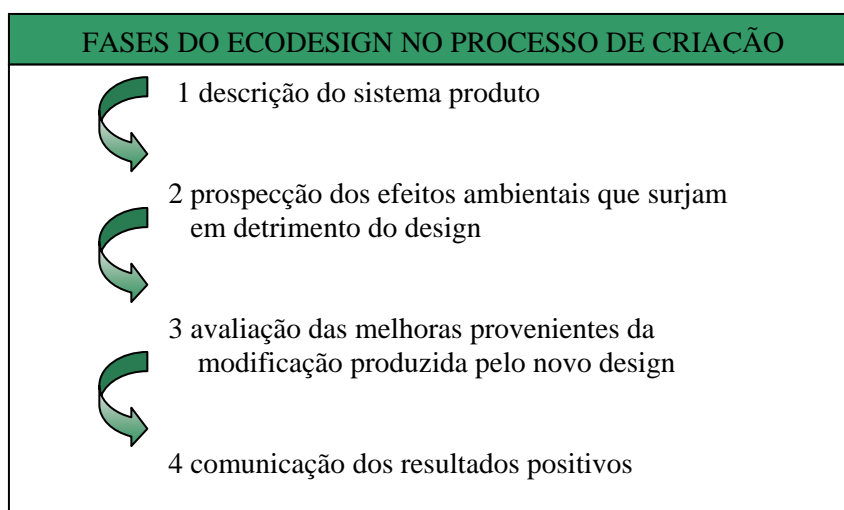 FASES DO ECODESIGN NO PROCESSO DE CRIAÇÃO
1 descrição do sistema produto
2 prospecção dos efeitos ambientais que surjam
em detrimento do design
3 avaliação das melhoras provenientes da
modificação produzida pelo novo design
4 comunicação dos resultados positivos